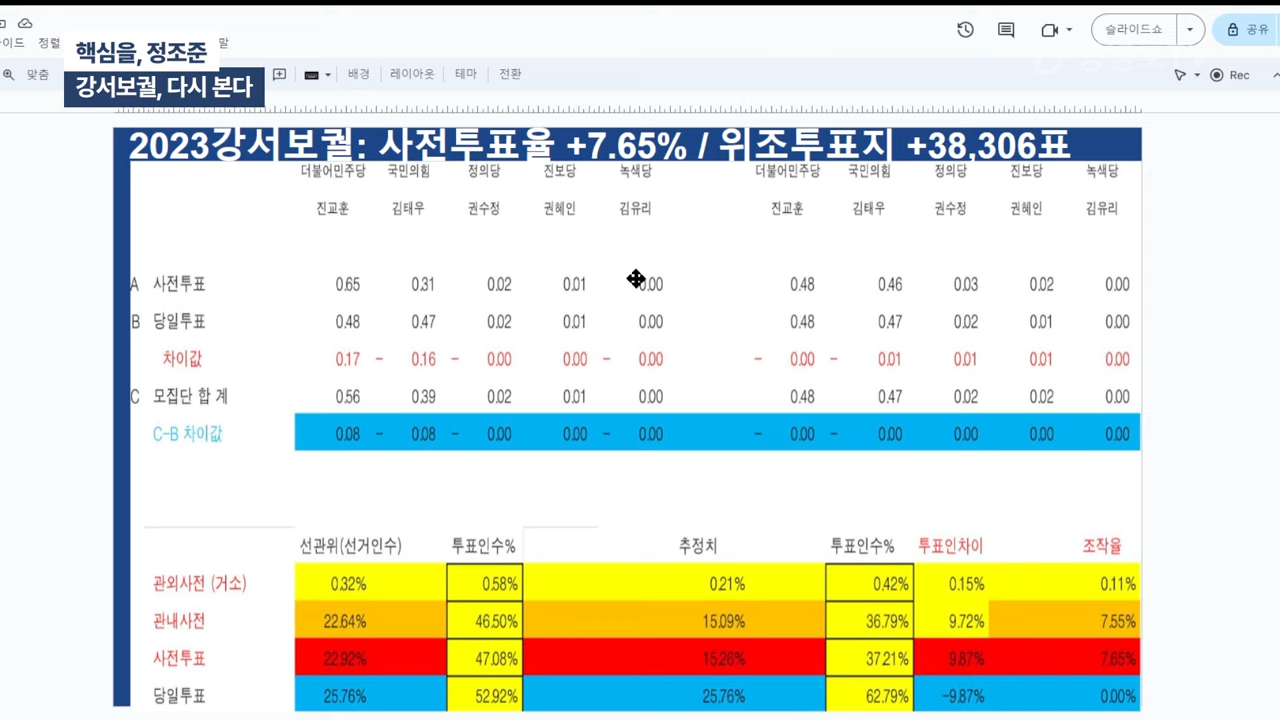 이드 정렬 말
핵심을, 정조준
강서보궐, 다시 본다
슬라이드쇼 공유
맞춤 배경 레이아웃 테마 전환 Rec
2023강서보궐: 사전투표율 +7.65% / 위조투표지 +38,306표
더불어민주당 국민의힘 정의당 진보당 녹색당 더불어민주당 국민의힘 정의당 진보당 녹색당
진교훈 김태우 권수정 권혜인 김유리 진교훈 김태우 권수정 권혜인 김유리
A 사전투표 0.65 0.31 0.02 0.01 0.00 0.48 0.46 0.03 0.02 0.00
B 당일투표 0.48 0.47 0.02 0.01 0.00 0.48 0.47 0.02 0.01 0.00
차이값 0.17 - 0.16 - 0.00 0.00 - 0.00 - 0.00 - 0.01 0.01 0.01 0.00
C 모집단 합 계 0.56 0.39 0.02 0.01 0.00 0.48 0.47 0.02 0.02 0.00
C-B 차이값 0.08 - 0.08 - 0.00 0.00 - 0.00 - 0.00 - 0.00 0.00 0.00 0.00
선관위(선거인수) 투표인수% 추정치 투표인수% 투표인차이 조작율
관외사전 (거소) 0.32% 0.58% 0.21% 0.42% 0.15% 0.11%
관내사전 22.64% 46.50% 15.09% 36.79% 9.72% 7.55%
사전투표 22.92% 47.08% 15.26% 37.21% 9.87% 7.65%
당일투표 25.76% 52.92% 25.76% 62.79% -9.87% 0.00%